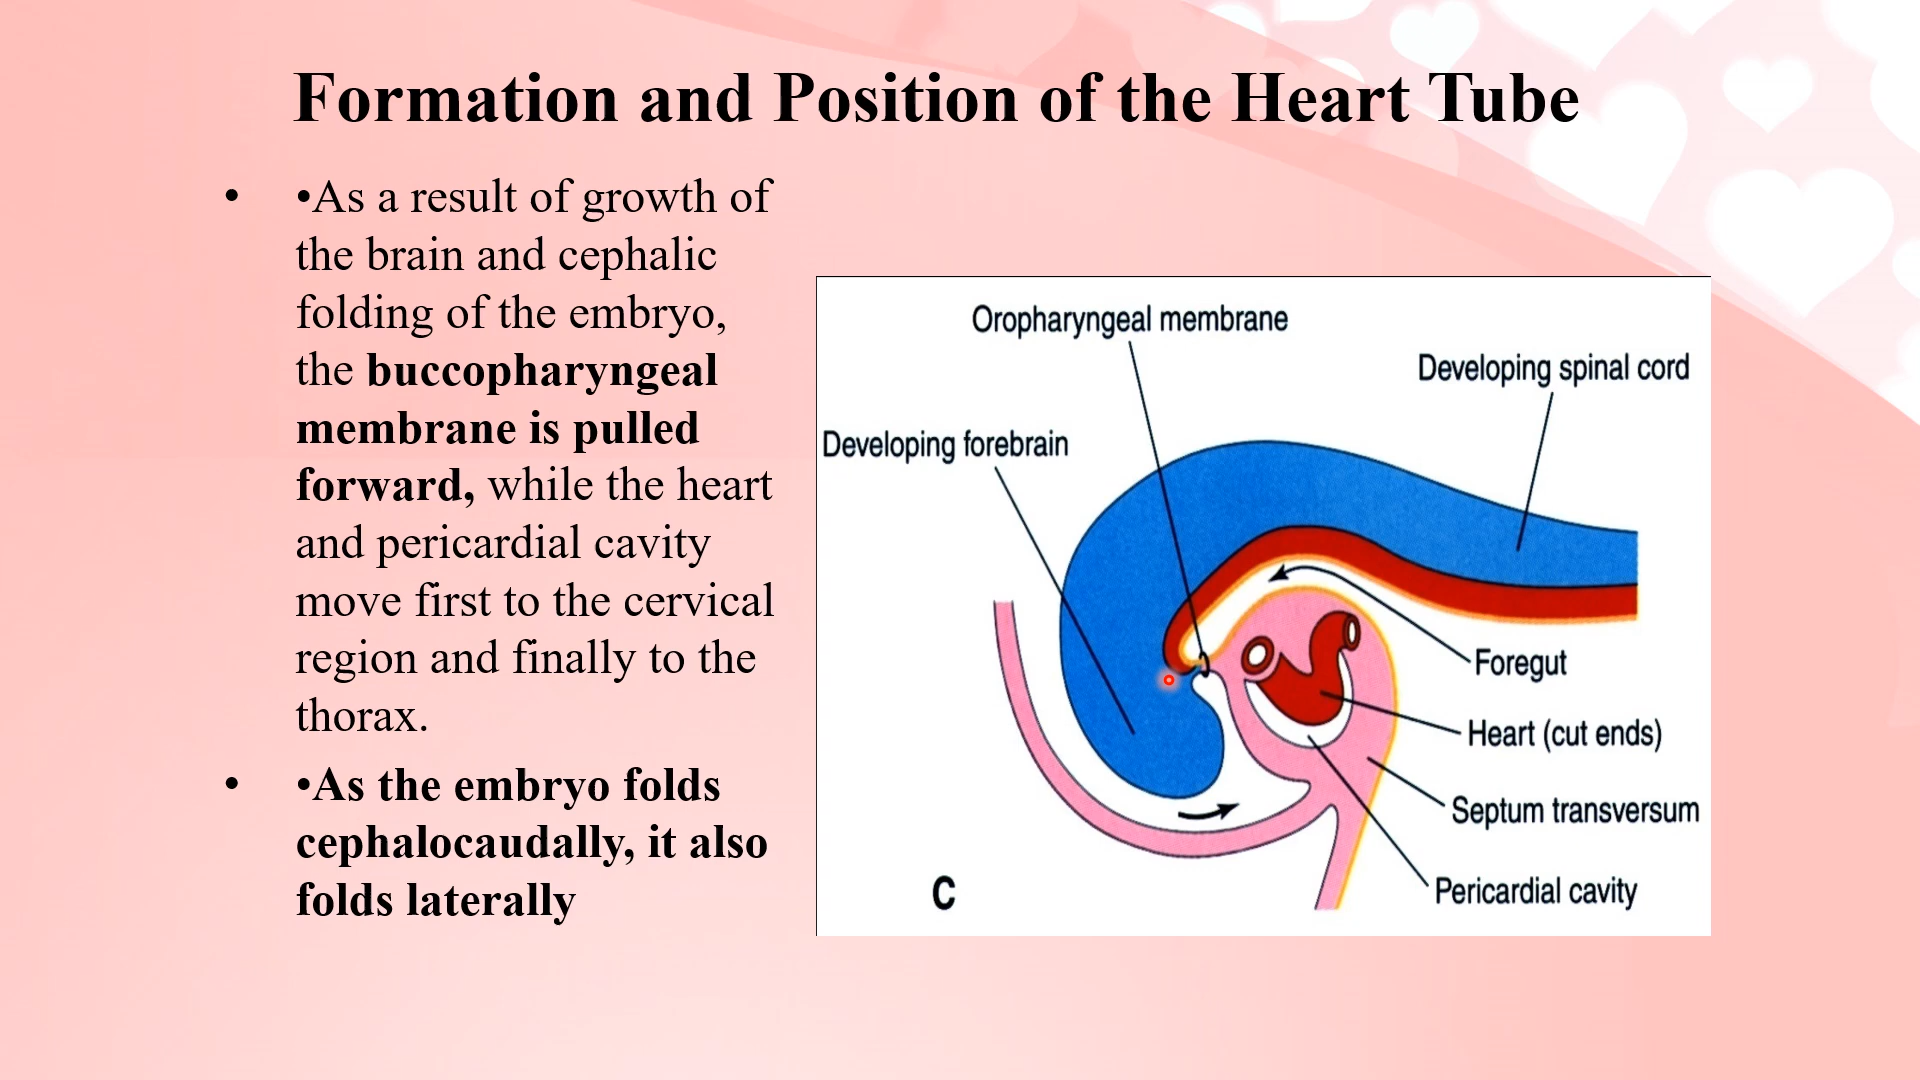 Formation and Position of the Heart Tube
• •As a result of growth of
the brain and cephalic
folding of the embryo,
the buccopharyngeal
membrane is pulled
forward, while the heart
and pericardial cavity
move first to the cervical
region and finally to the
thorax.
• •As the embryo folds
cephalocaudally, it also
folds laterally
Oropharyngeal membrane
Developing spinal cord
Developing forebrain
Foregut
Heart (cut ends)
Septum transversum
Pericardial cavity
C